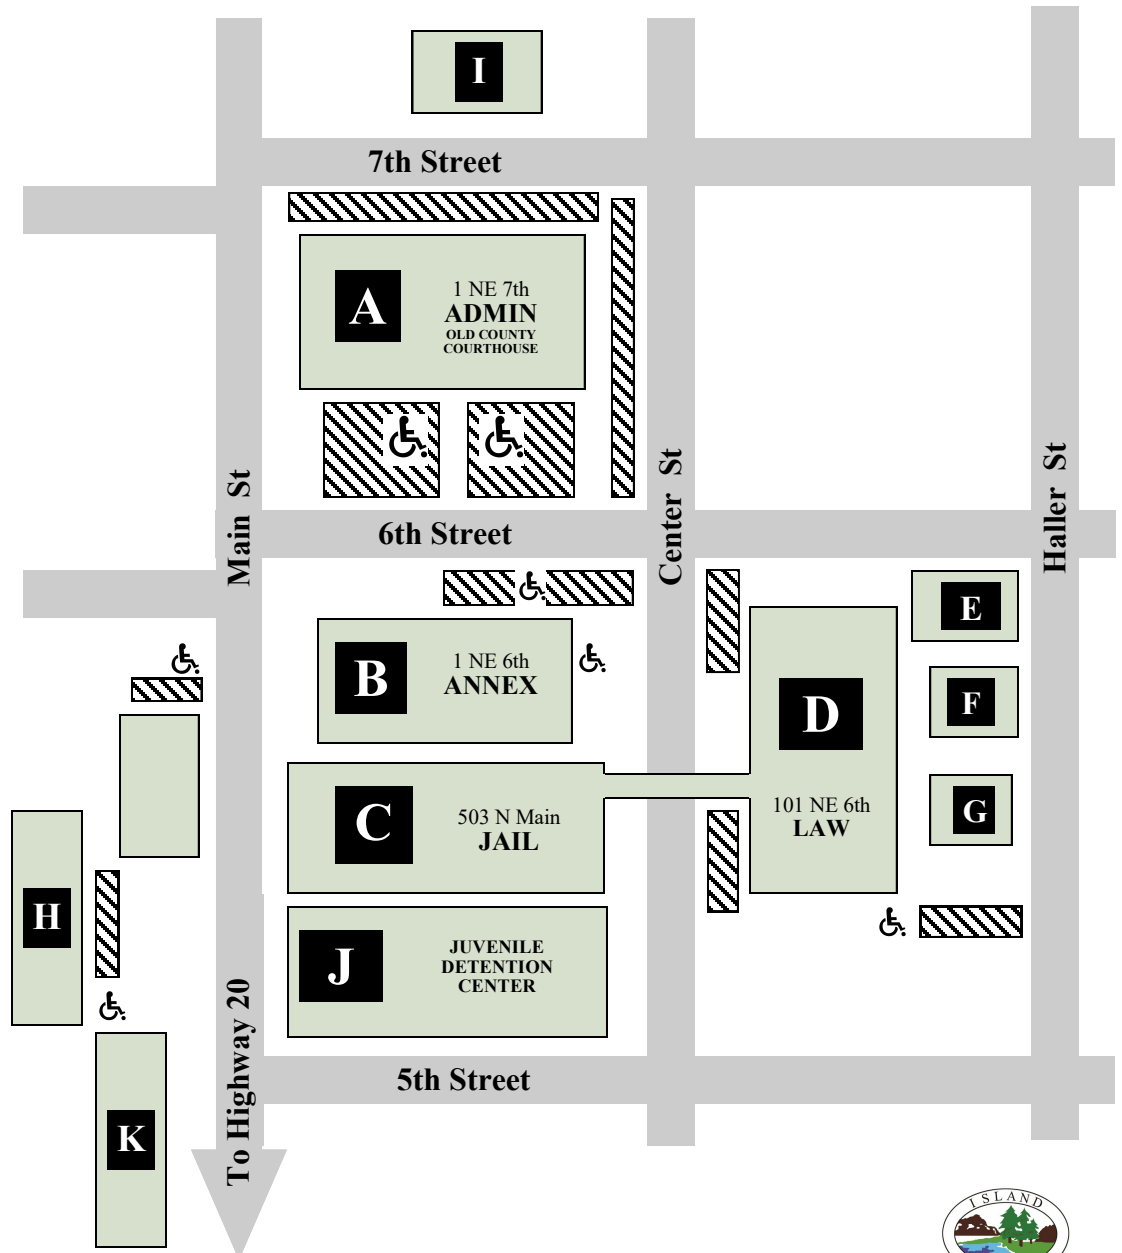 I
7th Street
A
1 NE 7th
ADMIN
OLD COUNTY
COURTHOUSE
Main St
Center St
Haller St
6th Street
B
1 NE 6th
ANNEX
E
F
D
101 NE 6th
LAW
G
C
503 N Main
JAIL
H
J
JUVENILE
DETENTION
CENTER
To Highway 20
5th Street
K
ISLAND